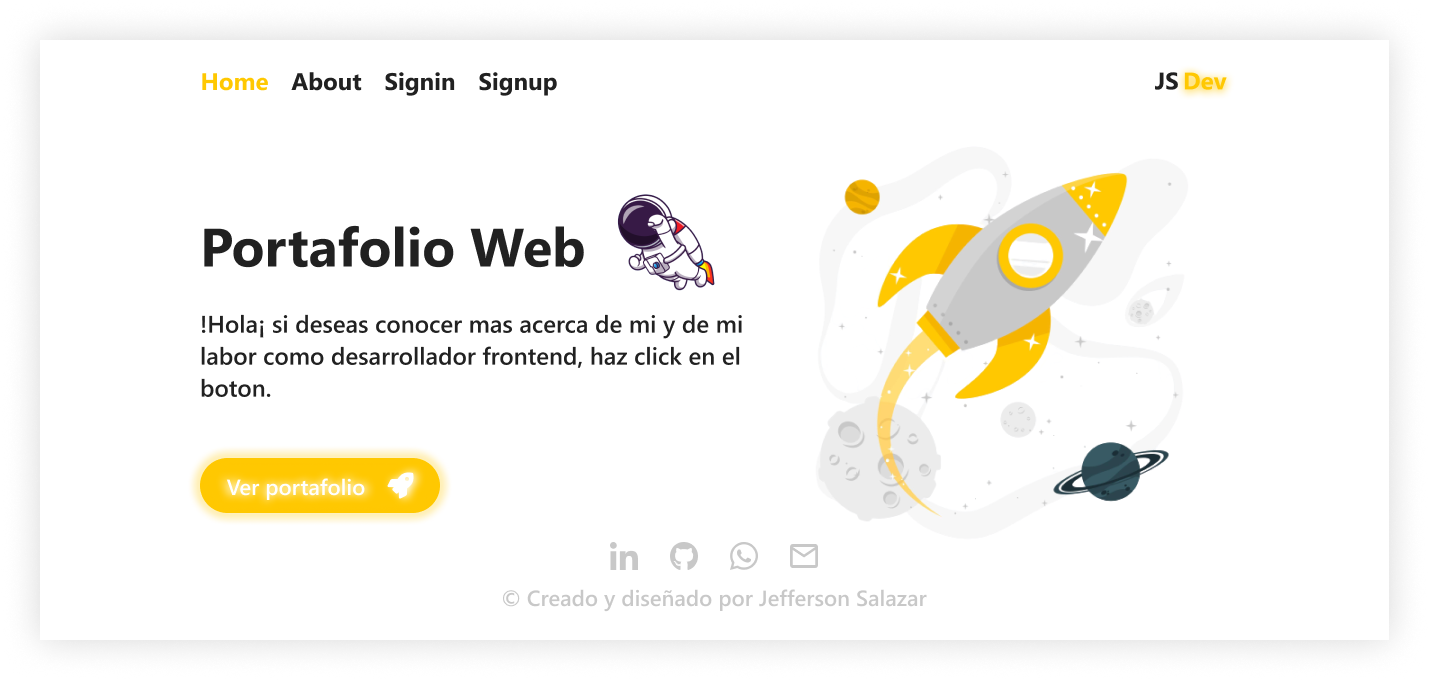 Home About Signin Signup JS Dev
Portafolio Web
!Hola¡ si deseas conocer mas acerca de mi y de mi
labor como desarrollador frontend, haz click en el
boton.
Ver portafolio
in
© Creado y diseñado por Jefferson Salazar